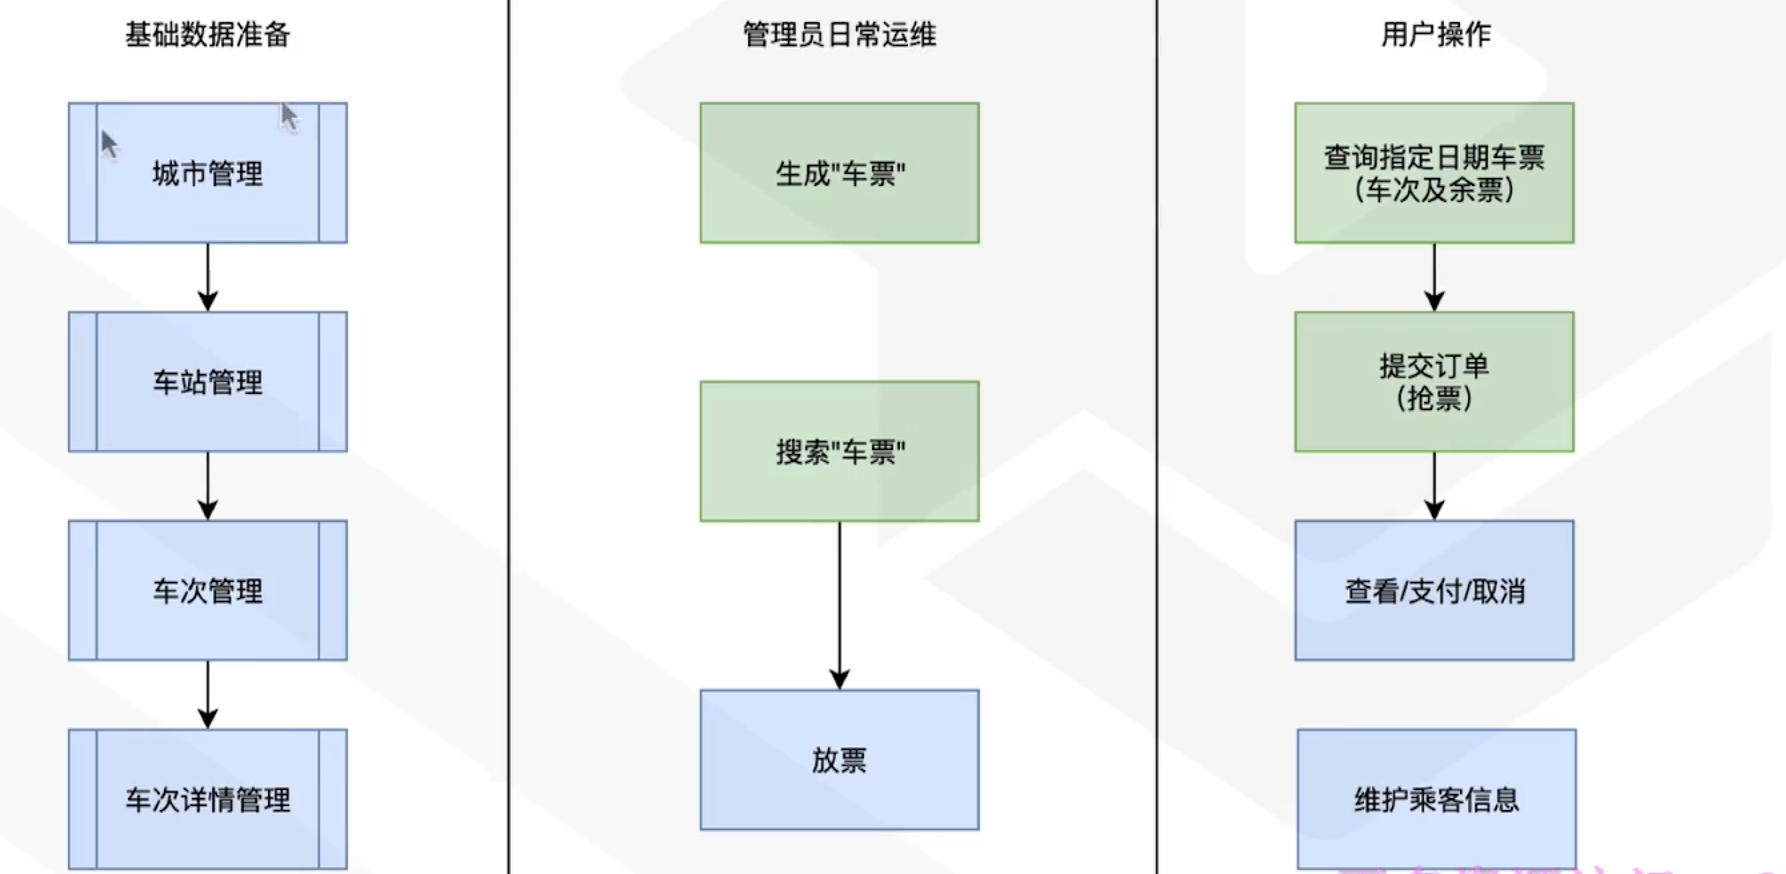 基础数据准备
城市管理
车站管理
车次管理
车次详情管理
管理员日常运维
生成"车票"
搜索"车票"
放票
用户操作
查询指定日期车票
（车次及余票）
提交订单
（抢票）
查看/支付/取消
维护乘客信息